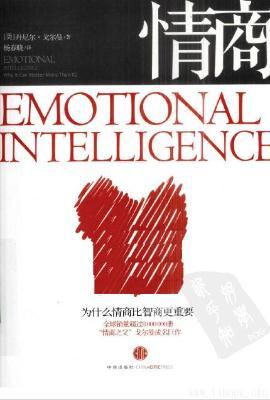 [美]丹尼尔·戈尔曼/著
杨春晓/译
情商
EMOTIONAL
INTELLIGENCE
Why It Can Matter More Than IQ
EMOTIONAL
INTELLIGENCE
为什么情商比智商更重要
“情商之父”戈尔曼成名巨作
中信出版社·CHINACITICPRESS